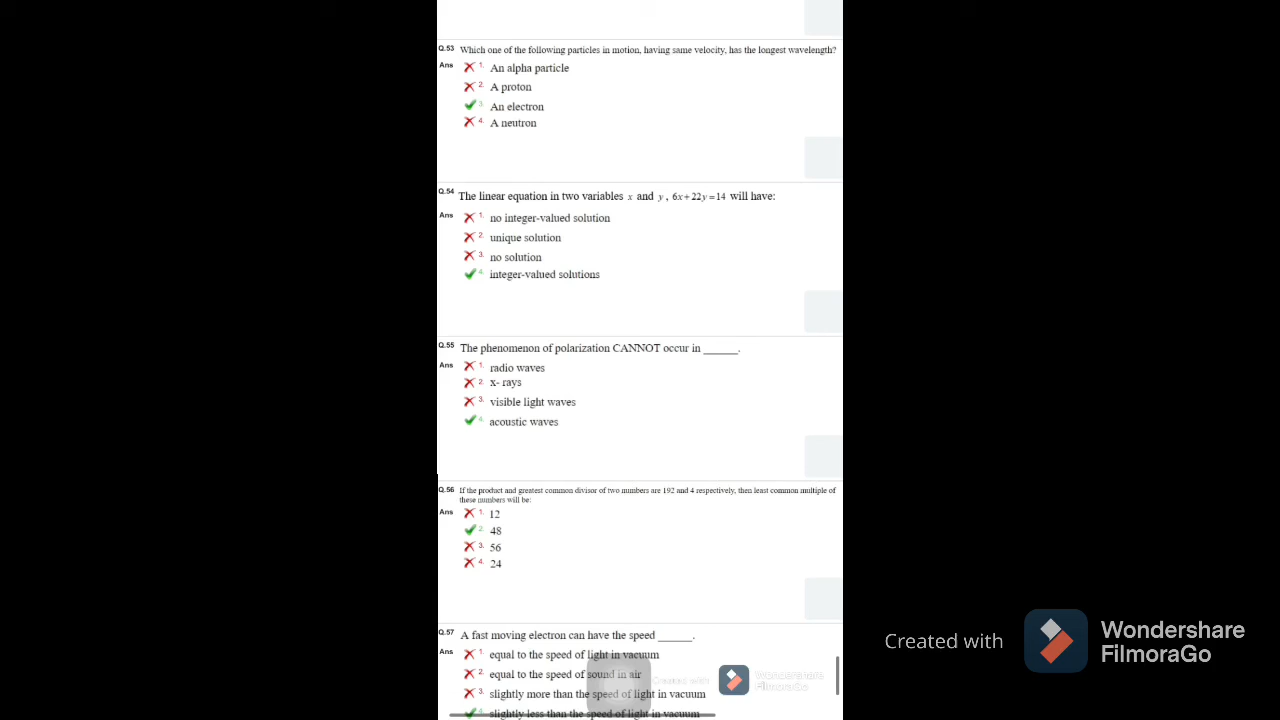 Q.53 Which one of the following particles in motion, having same velocity, has the longest wavelength?
Ans 1. An alpha particle
2. A proton
3. An electron
4. A neutron
Q.54 The linear equation in two variables x and y , 6x+22y=14 will have:
Ans 1. no integer-valued solution
2. unique solution
3. no solution
4. integer-valued solutions
Q.55 The phenomenon of polarization CANNOT occur in ______.
Ans 1. radio waves
2. x- rays
3. visible light waves
4. acoustic waves
Q.56 If the product and greatest common divisor of two numbers are 192 and 4 respectively, then least common multiple of
these numbers will be:
Ans 1. 12
2. 48
3. 56
4. 24
Q.57 A fast moving electron can have the speed ______.
Ans 1. equal to the speed of light in vacuum
2. equal to the speed of sound in air
3. slightly more than the speed of light in vacuum
4. slightly less than the speed of light in vacuum
Created with
Wondershare
FilmoraGo
Created with
Wondershare
FilmoraGo